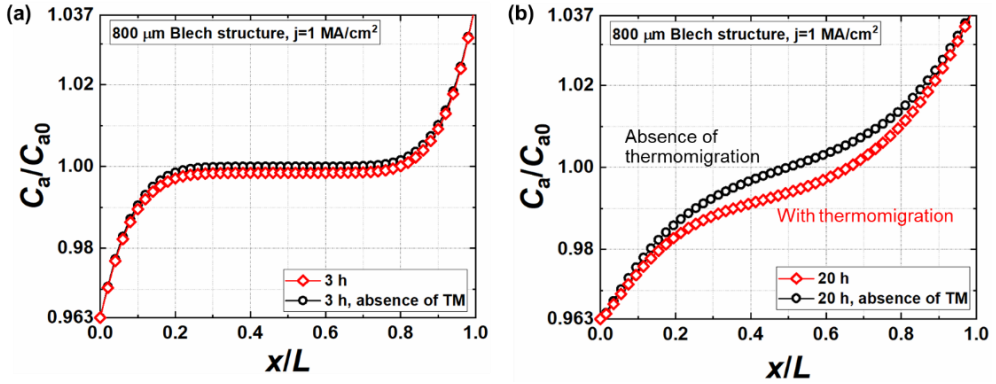 (a)
800 μm Blech structure, j=1 MA/cm²
1.037
1.02
1.00
0.98
0.963
Ca/Ca0
3 h
3 h, absence of TM
0.0 0.2 0.4 0.6 0.8 1.0
x/L
(b)
800 μm Blech structure, j=1 MA/cm²
1.037
1.02
1.00
0.98
0.963
Ca/Ca0
Absence of
thermomigration
With thermomigration
20 h
20 h, absence of TM
0.0 0.2 0.4 0.6 0.8 1.0
x/L